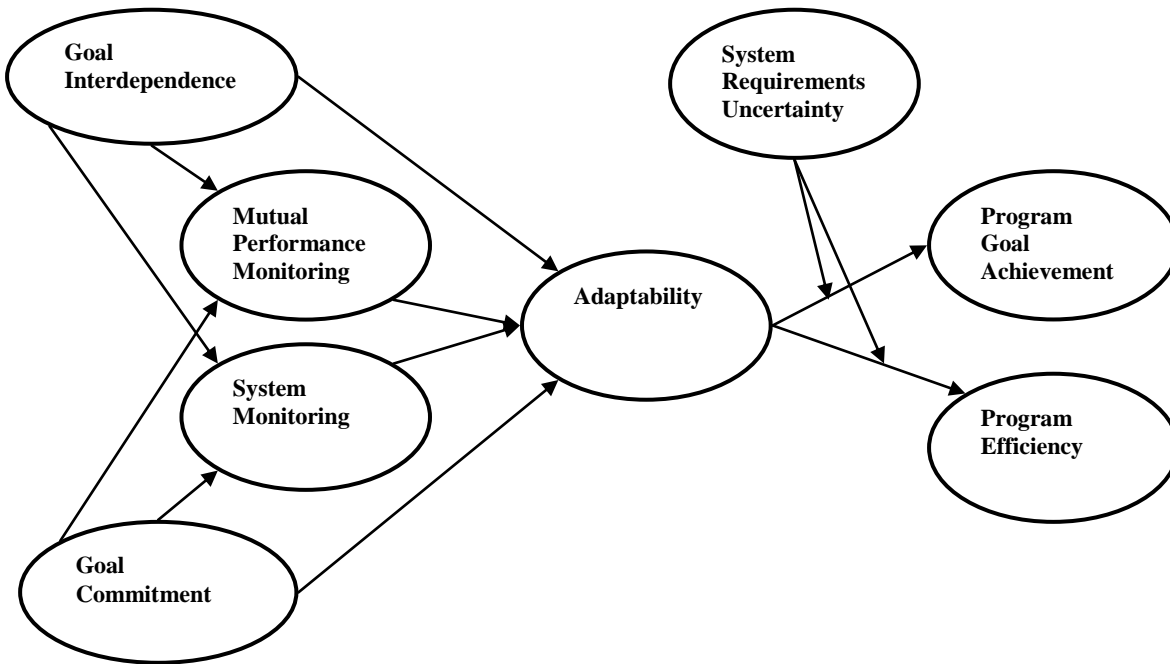 Goal
Interdependence
System
Requirements
Uncertainty
Mutual
Performance
Monitoring
Program
Goal
Achievement
Adaptability
System
Monitoring
Program
Efficiency
Goal
Commitment